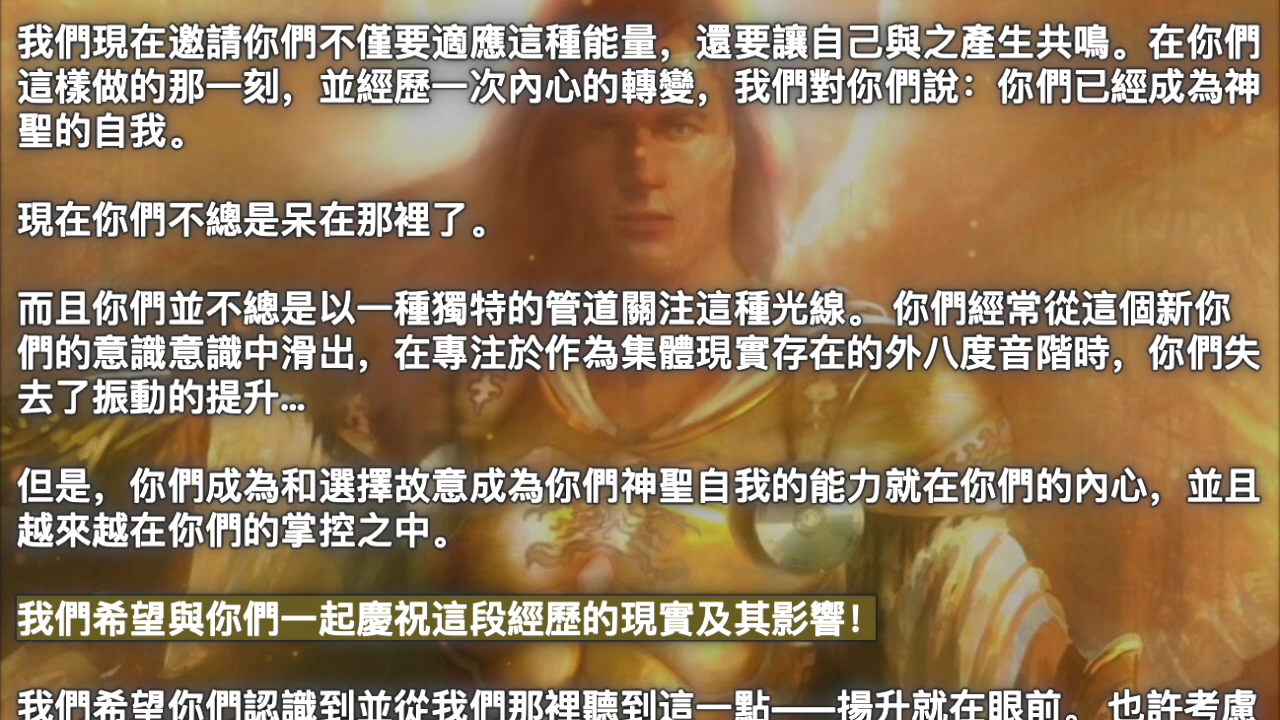 我們現在邀請你們不僅要適應這種能量，還要讓自己與之產生共鳴。在你們
這樣做的那一刻，並經歷一次內心的轉變，我們對你們說：你們已經成為神
聖的自我。
現在你們不總是呆在那裡了。
而且你們並不總是以一種獨特的管道關注這種光線。 你們經常從這個新你
們的意識意識中滑出，在專注於作為集體現實存在的外八度音階時，你們失
去了振動的提升...
但是，你們成為和選擇故意成為你們神聖自我的能力就在你們的內心，並且
越來越在你們的掌控之中。
我們希望與你們一起慶祝這段經歷的現實及其影響！
我們希望你們認識到並從我們那裡聽到這一點——揚升就在眼前。 也許考慮